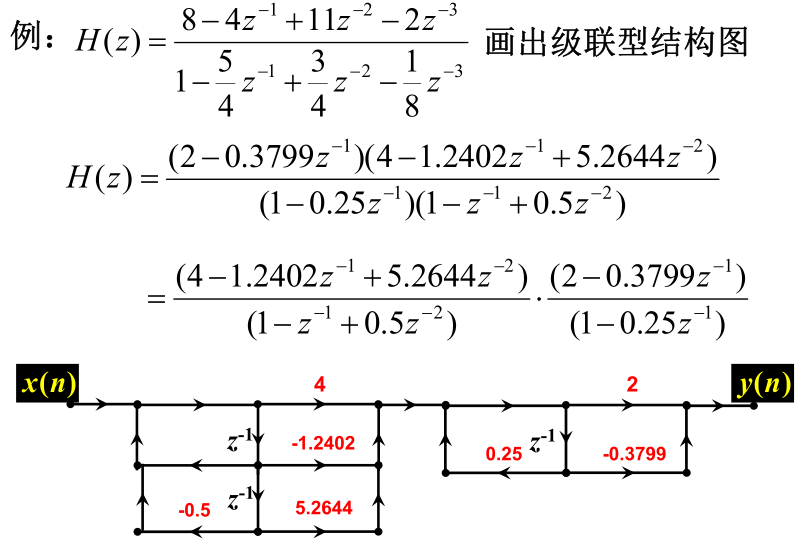 例：H(z) = (8 − 4z⁻¹ + 11z⁻² − 2z⁻³) / (1 − 5/4 z⁻¹ + 3/4 z⁻² − 1/8 z⁻³) 画出级联型结构图
H(z) = (2 − 0.3799z⁻¹)(4 − 1.2402z⁻¹ + 5.2644z⁻²) / (1 − 0.25z⁻¹)(1 − z⁻¹ + 0.5z⁻²)
= (4 − 1.2402z⁻¹ + 5.2644z⁻²) / (1 − z⁻¹ + 0.5z⁻²) · (2 − 0.3799z⁻¹) / (1 − 0.25z⁻¹)
x(n) 4 2 y(n)
z⁻¹ -1.2402 0.25 z⁻¹ -0.3799
-0.5 z⁻¹ 5.2644